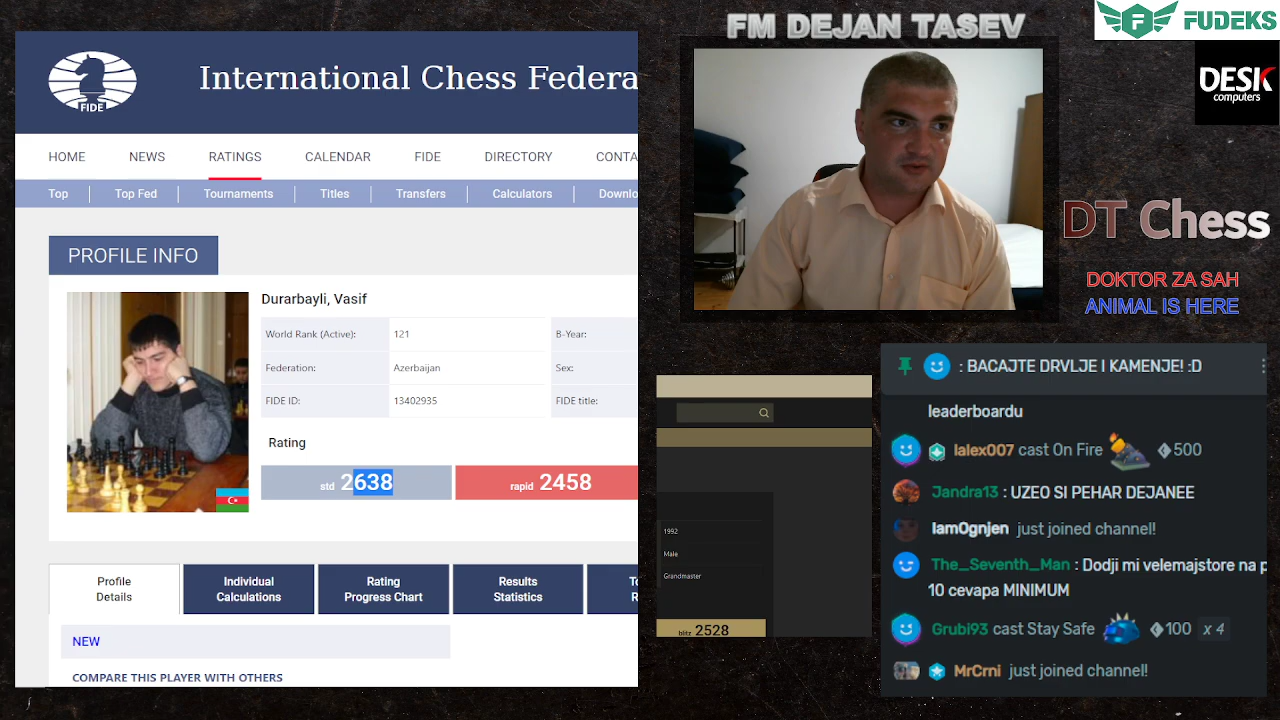 FIDE
International Chess Federa
HOME NEWS RATINGS CALENDAR FIDE DIRECTORY CONTA
Top Top Fed Tournaments Titles Transfers Calculators Downlo
PROFILE INFO
Durarbayli, Vasif
World Rank (Active): 121 B-Year:
Federation: Azerbaijan Sex:
FIDE ID: 13402935 FIDE title:
Rating
std 2638 rapid 2458
Profile Details
Individual Calculations
Rating Progress Chart
Results Statistics
NEW
COMPARE THIS PLAYER WITH OTHERS
FM DEJAN TASEV
F FUDEKS
DESK
computers
DT Chess
DOKTOR ZA SAH
ANIMAL IS HERE
1992
Male
Grandmaster
blitz 2528
: BACAJTE DRVLJE I KAMENJE! :D
leaderboardu
lalex007 cast On Fire 500
Jandra13 : UZEO SI PEHAR DEJANEE
IamOgnjen just joined channel!
The_Seventh_Man : Dodji mi velemajstore na p
10 cevapa MINIMUM
Grubi93 cast Stay Safe 100 x 4
MrCrni just joined channel!